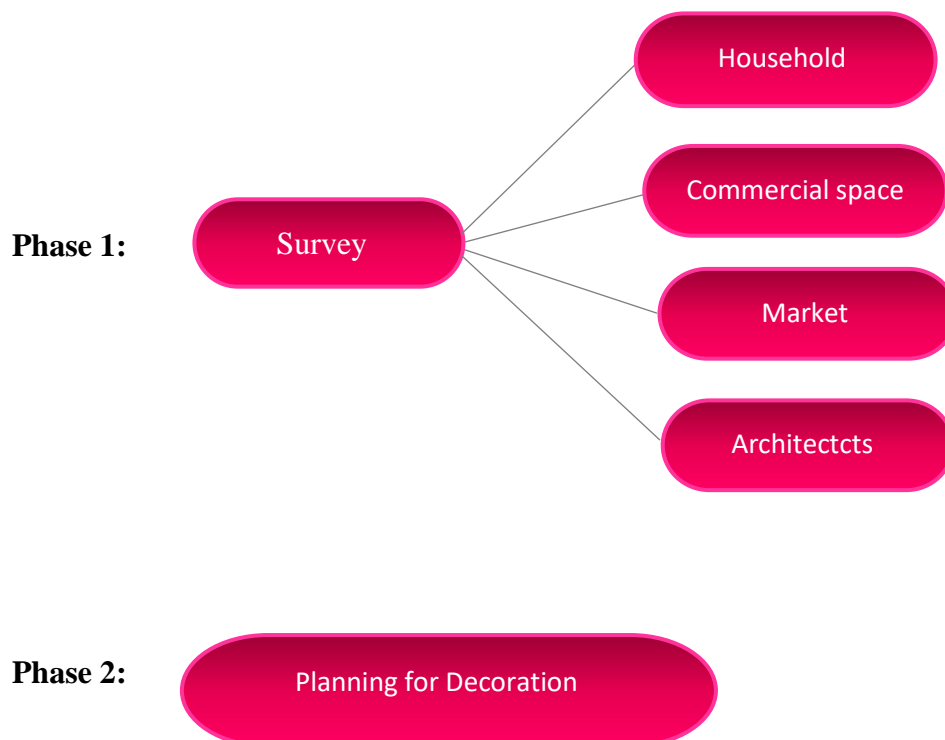 Household
Commercial space
Phase 1:
Survey
Market
Architectcts
Phase 2:
Planning for Decoration